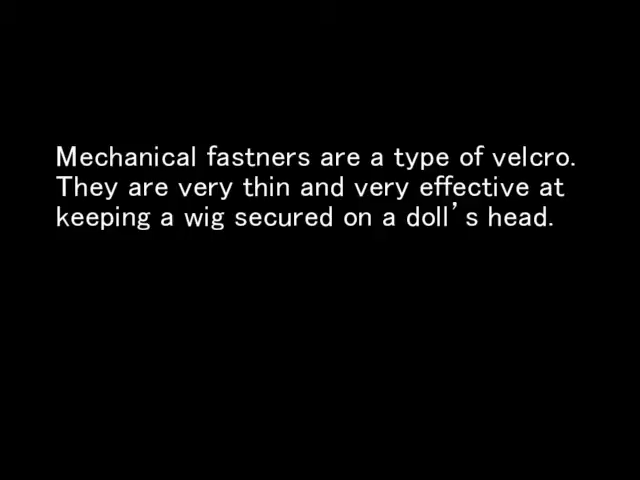 Mechanical fastners are a type of velcro.
They are very thin and very effective at
keeping a wig secured on a doll’s head.